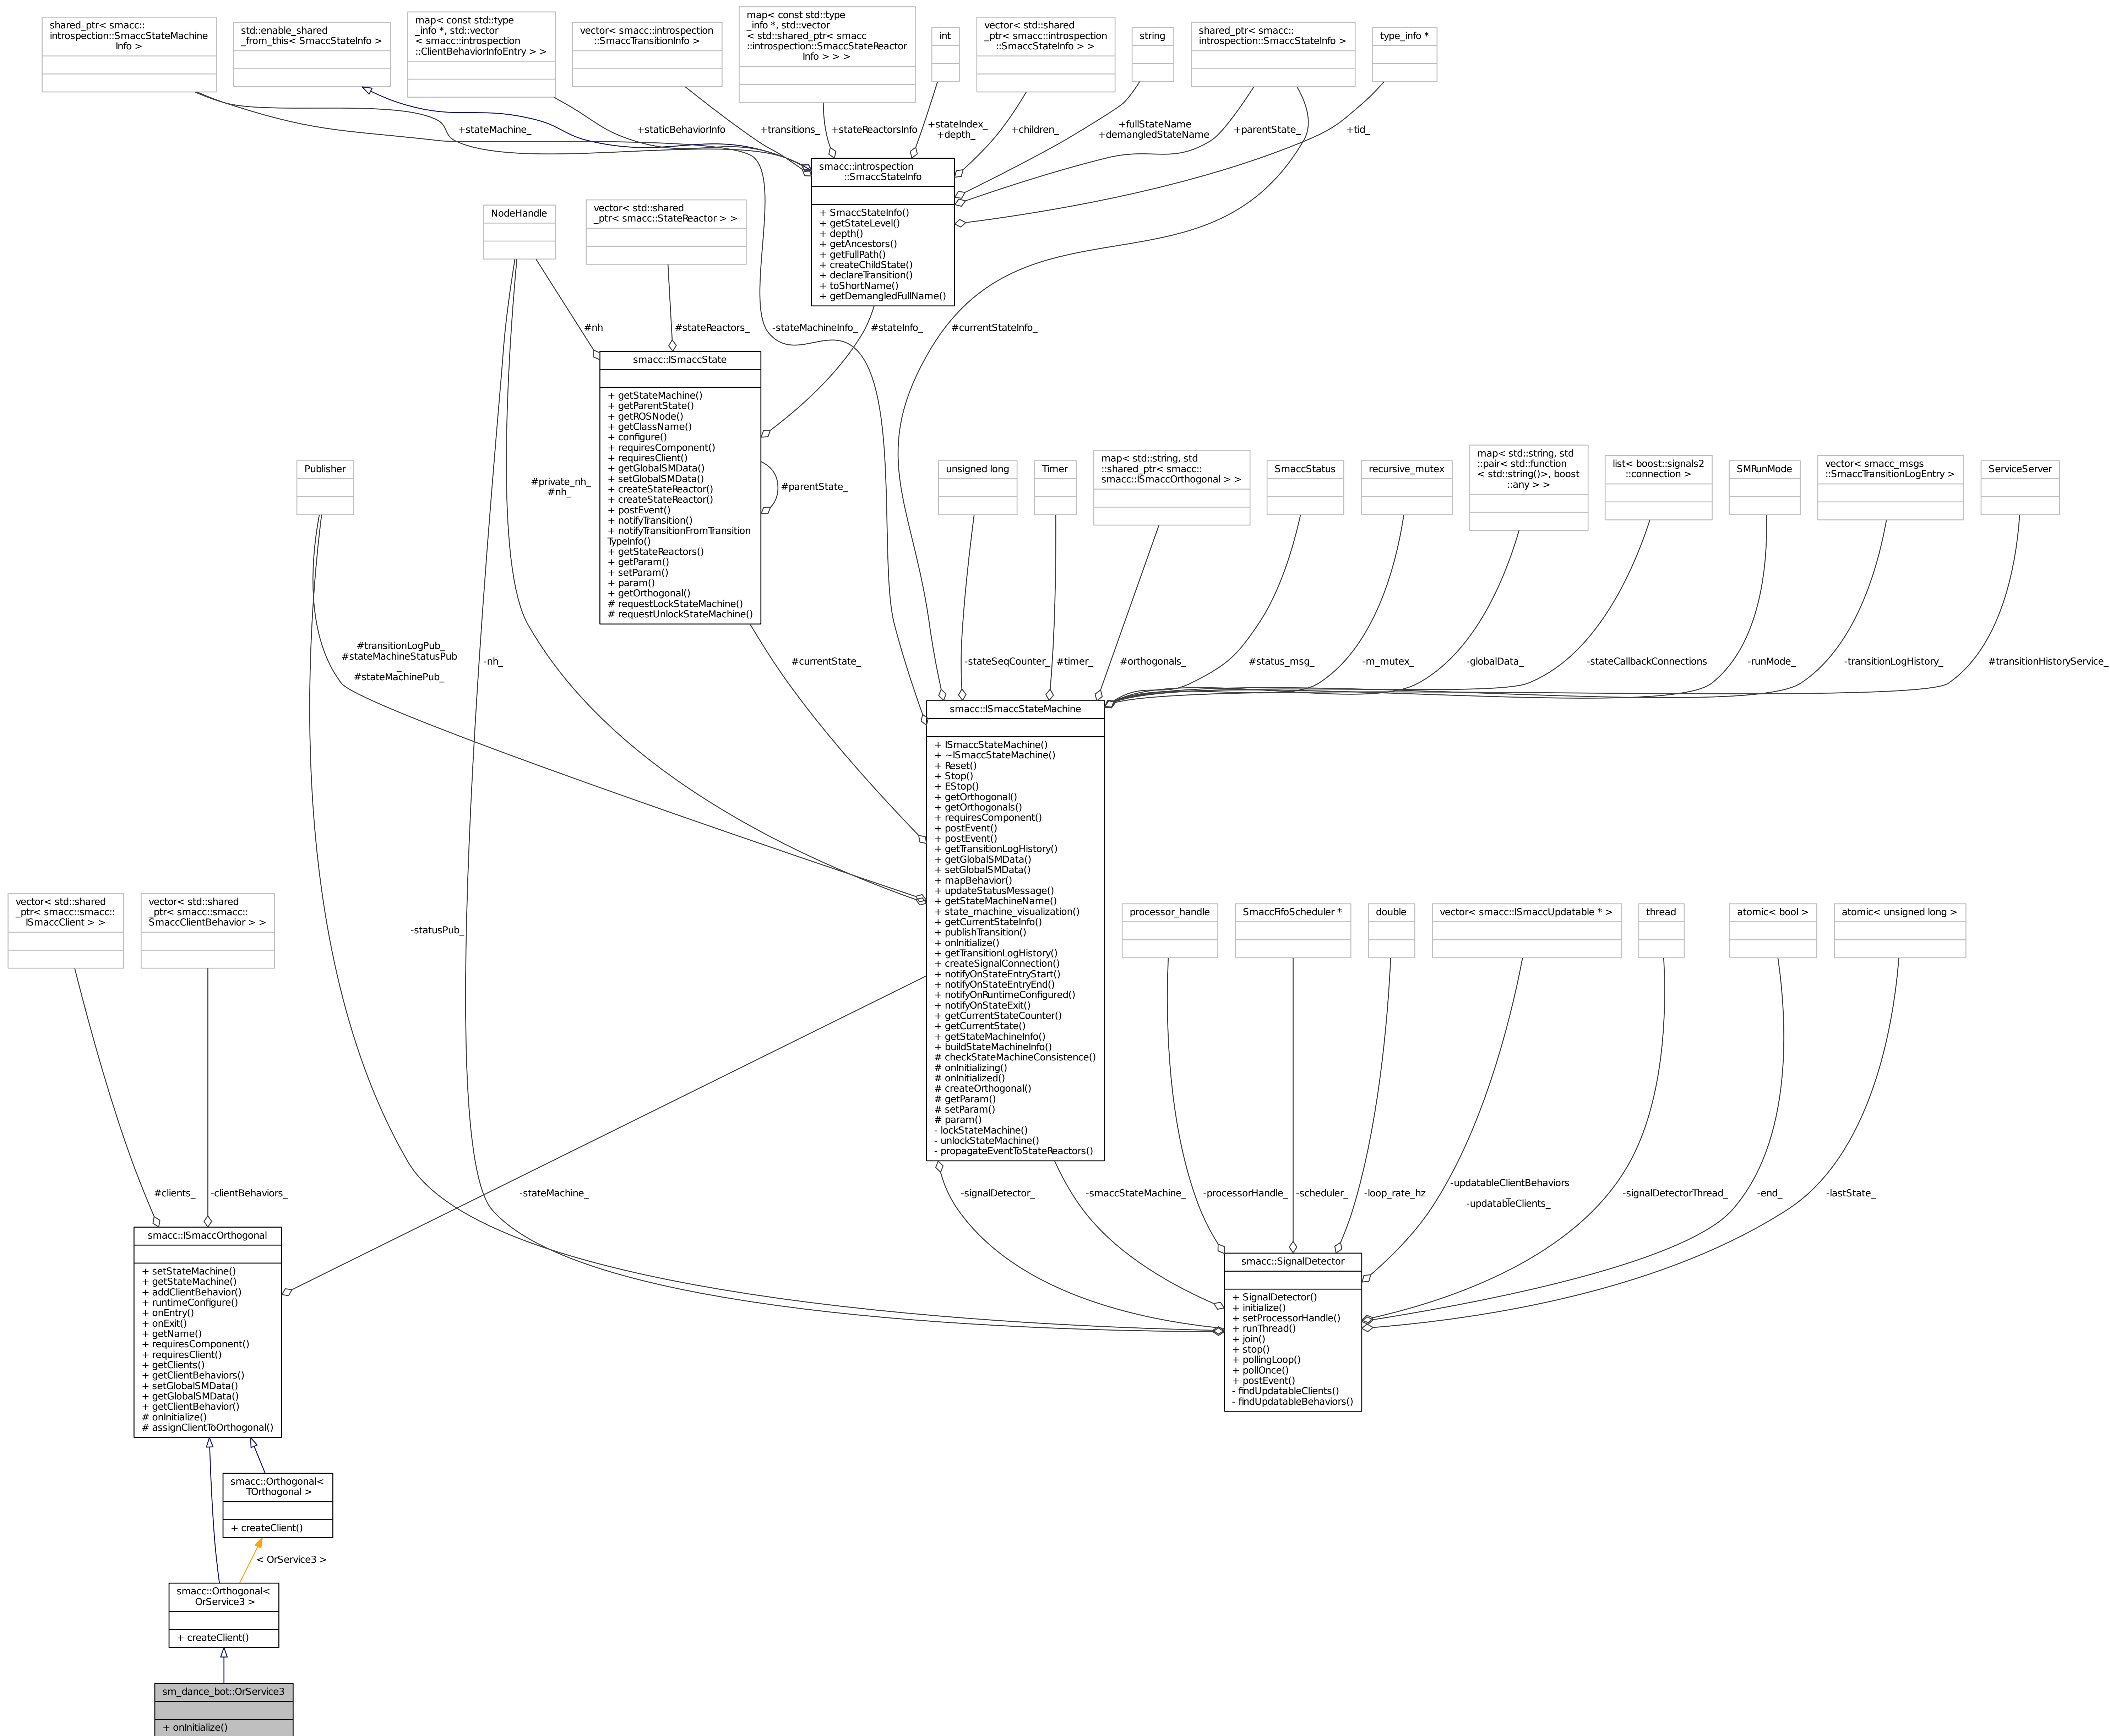 shared_ptr< smacc::
introspection::SmaccStateMachine
Info >
std::enable_shared
_from_this< SmaccStateInfo >
map< const std::type
_info *, std::vector
< smacc::introspection
::ClientBehaviorInfoEntry > >
vector< smacc::introspection
::SmaccTransitionInfo >
map< const std::type
_info *, std::vector
< std::shared_ptr< smacc
::introspection::SmaccStateReactor
Info > > >
int
vector< std::shared
_ptr< smacc::introspection
::SmaccStateInfo > >
string
shared_ptr< smacc::
introspection::SmaccStateInfo >
type_info *
+stateMachine_
+staticBehaviorInfo
+transitions_
+stateReactorsInfo
+stateIndex_
+depth_
+children_
+fullStateName
+demangledStateName
+parentState_
+tid_
smacc::introspection
::SmaccStateInfo
+ SmaccStateInfo()
+ getStateLevel()
+ depth()
+ getAncestors()
+ getFullPath()
+ createChildState()
+ declareTransition()
+ toShortName()
+ getDemangledFullName()
NodeHandle
vector< std::shared
_ptr< smacc::StateReactor > >
#nh
#stateReactors_
-stateMachineInfo_
#stateInfo_
#currentStateInfo_
smacc::ISmaccState
+ getStateMachine()
+ getParentState()
+ getROSNode()
+ getClassName()
+ configure()
+ requiresComponent()
+ requiresClient()
+ getGlobalSMData()
+ setGlobalSMData()
+ createStateReactor()
+ createStateReactor()
+ postEvent()
+ notifyTransition()
+ notifyTransitionFromTransition
TypeInfo()
+ getStateReactors()
+ getParam()
+ setParam()
+ param()
+ getOrthogonal()
# requestLockStateMachine()
# requestUnlockStateMachine()
#parentState_
Publisher
#private_nh_
#nh_
unsigned long
Timer
map< std::string, std
::shared_ptr< smacc::
smacc::ISmaccOrthogonal > >
SmaccStatus
recursive_mutex
map< std::string, std
::pair< std::function
< std::string()>, boost
::any > >
list< boost::signals2
::connection >
SMRunMode
vector< smacc_msgs
::SmaccTransitionLogEntry >
ServiceServer
#transitionLogPub_
#stateMachineStatusPub
_
#stateMachinePub_
-nh_
#currentState_
-stateSeqCounter_
#timer_
#orthogonals_
#status_msg_
-m_mutex_
-globalData_
-stateCallbackConnections
-runMode_
-transitionLogHistory_
#transitionHistoryService_
smacc::ISmaccStateMachine
+ ISmaccStateMachine()
+ ~ISmaccStateMachine()
+ Reset()
+ Stop()
+ EStop()
+ getOrthogonal()
+ getOrthogonals()
+ requiresComponent()
+ postEvent()
+ postEvent()
+ getTransitionLogHistory()
+ getGlobalSMData()
+ setGlobalSMData()
+ mapBehavior()
+ updateStatusMessage()
+ getStateMachineName()
+ state_machine_visualization()
+ getCurrentStateInfo()
+ publishTransition()
+ onInitialize()
+ getTransitionLogHistory()
+ createSignalConnection()
+ notifyOnStateEntryStart()
+ notifyOnStateEntryEnd()
+ notifyOnRuntimeConfigured()
+ notifyOnStateExit()
+ getCurrentStateCounter()
+ getCurrentState()
+ getStateMachineInfo()
+ buildStateMachineInfo()
# checkStateMachineConsistence()
# onInitializing()
# onInitialized()
# createOrthogonal()
# getParam()
# setParam()
# param()
- lockStateMachine()
- unlockStateMachine()
- propagateEventToStateReactors()
vector< std::shared
_ptr< smacc::smacc::
ISmaccClient > >
vector< std::shared
_ptr< smacc::smacc::
SmaccClientBehavior > >
-statusPub_
processor_handle
SmaccFifoScheduler *
double
vector< smacc::ISmaccUpdatable * >
thread
atomic< bool >
atomic< unsigned long >
#clients_
-clientBehaviors_
-stateMachine_
-signalDetector_
-smaccStateMachine_
-processorHandle_
-scheduler_
-loop_rate_hz
-updatableClientBehaviors
_
-updatableClients_
-signalDetectorThread_
-end_
-lastState_
smacc::ISmaccOrthogonal
+ setStateMachine()
+ getStateMachine()
+ addClientBehavior()
+ runtimeConfigure()
+ onEntry()
+ onExit()
+ getName()
+ requiresComponent()
+ requiresClient()
+ getClients()
+ getClientBehaviors()
+ setGlobalSMData()
+ getGlobalSMData()
+ getClientBehavior()
# onInitialize()
# assignClientToOrthogonal()
smacc::SignalDetector
+ SignalDetector()
+ initialize()
+ setProcessorHandle()
+ runThread()
+ join()
+ stop()
+ pollingLoop()
+ pollOnce()
+ postEvent()
- findUpdatableClients()
- findUpdatableBehaviors()
smacc::Orthogonal<
TOrthogonal >
+ createClient()
< OrService3 >
smacc::Orthogonal<
OrService3 >
+ createClient()
sm_dance_bot::OrService3
+ onInitialize()